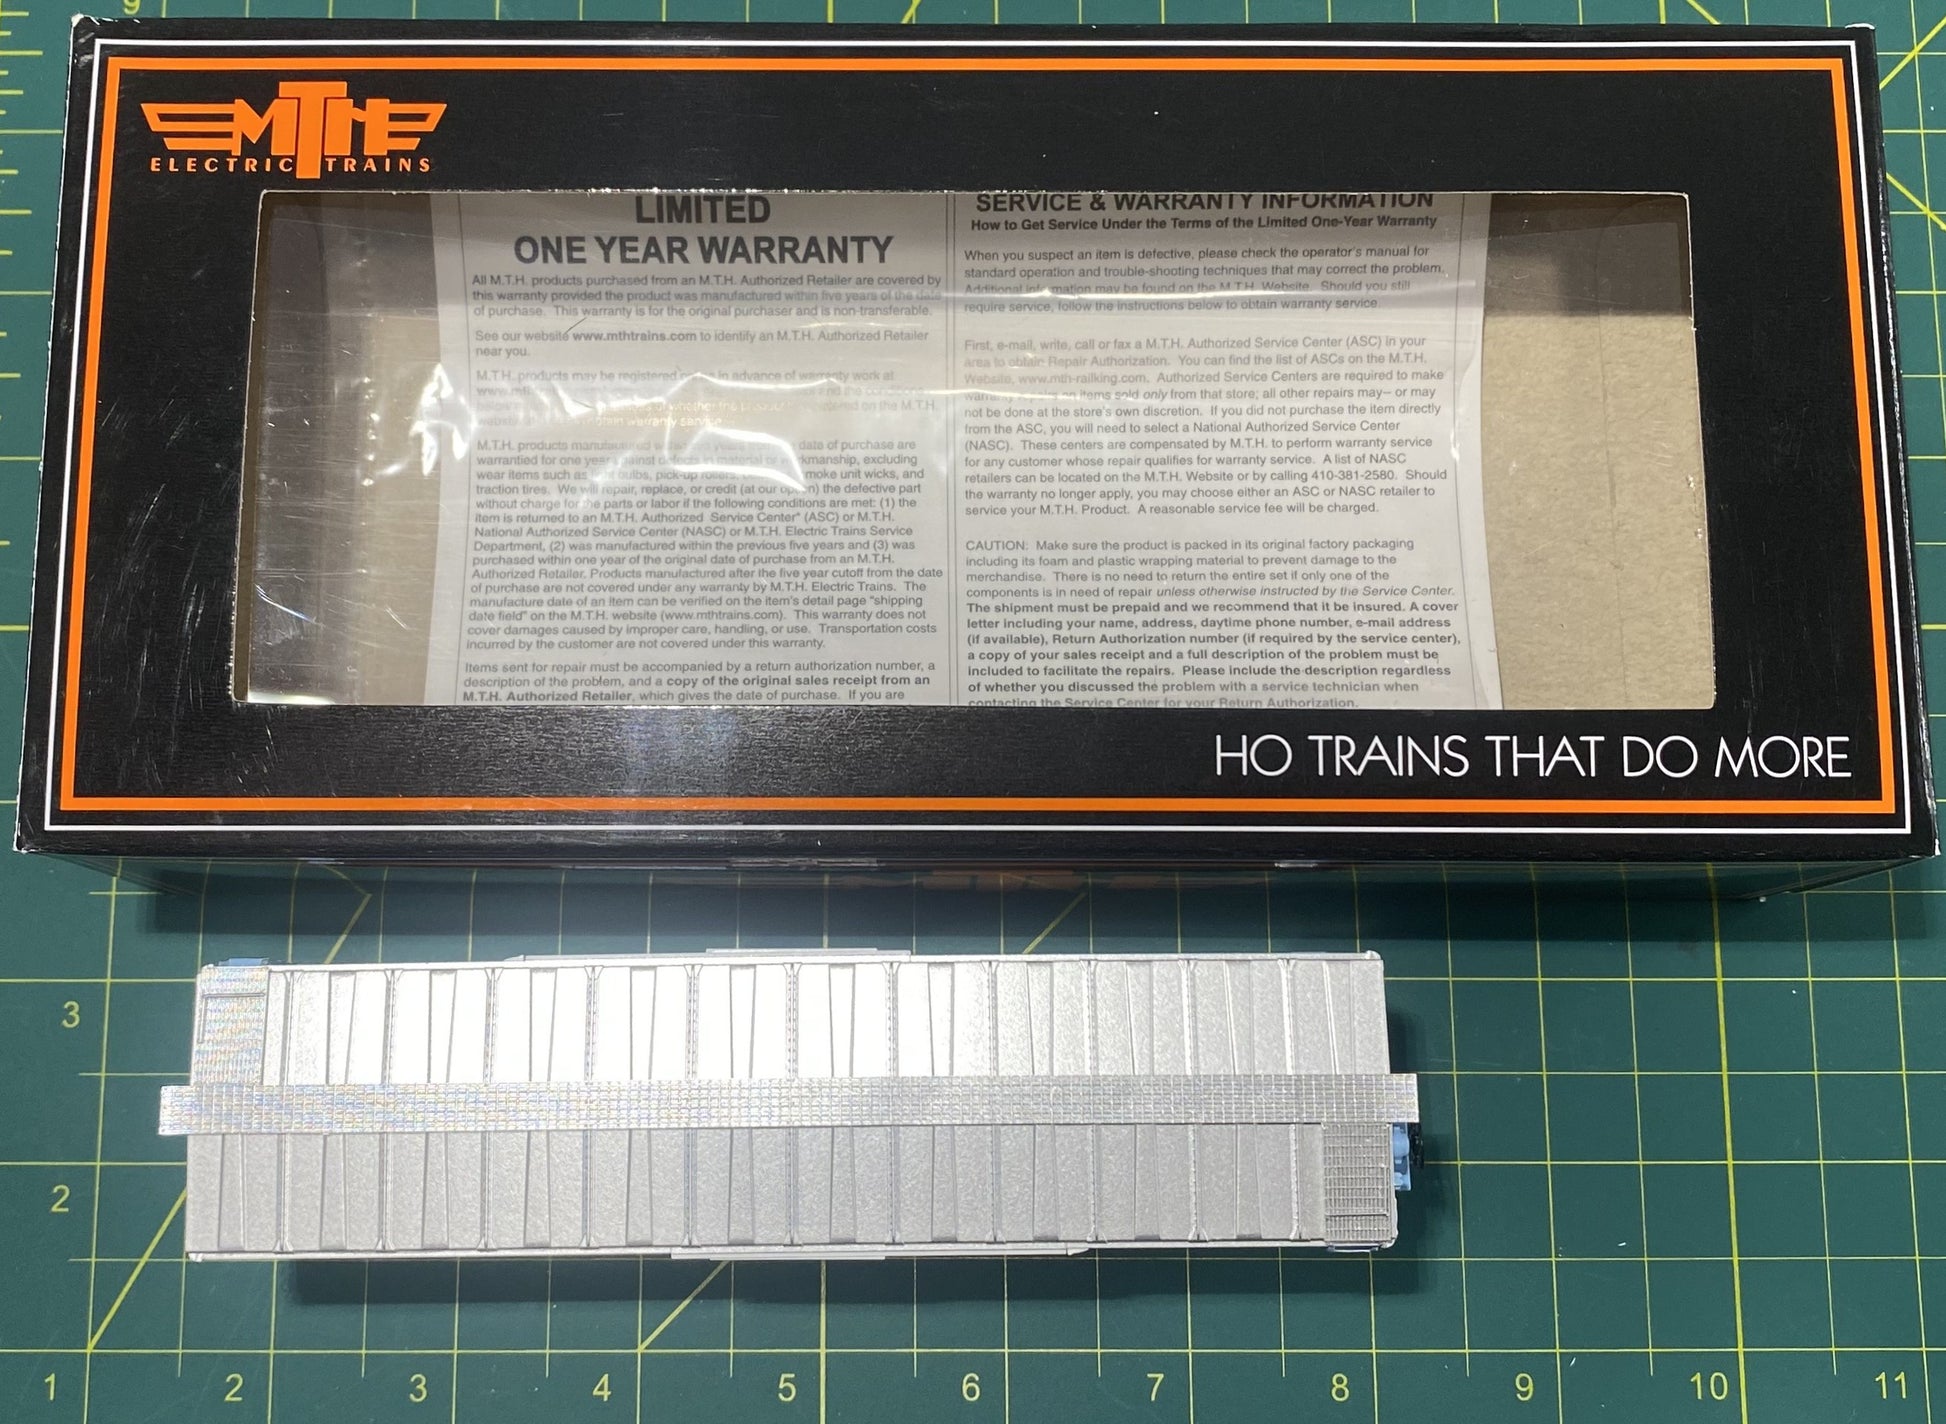 9
MTH
ELECTRIC TRAINS
LIMITED
ONE YEAR WARRANTY
All M.T.H. products purchased from an M.T.H. Authorized Retailer are covered by
this warranty provided the product was manufactured within five years of the date
of purchase. This warranty is for the original purchaser and is non-transferable.
See our website www.mthtrains.com to identify an M.T.H. Authorized Retailer
near you.
M.T.H. products may be registered in advance of warranty work at
below whether the product on the M.T.H.
obtain warranty service.
M.T.H. products manufactured years date of purchase are
warrantied for one year against defects in material or workmanship, excluding
wear items such as light bulbs, pick-up rollers, smoke unit wicks, and
traction tires. We will repair, replace, or credit (at our option) the defective part
without charge for the parts or labor if the following conditions are met: (1) the
item is returned to an M.T.H. Authorized Service Center* (ASC) or M.T.H.
National Authorized Service Center (NASC) or M.T.H. Electric Trains Service
Department, (2) was manufactured within the previous five years and (3) was
purchased within one year of the original date of purchase from an M.T.H.
Authorized Retailer. Products manufactured after the five year cutoff from the date
of purchase are not covered under any warranty by M.T.H. Electric Trains. The
manufacture date of an item can be verified on the item's detail page "shipping
date field" on the M.T.H. website (www.mthtrains.com). This warranty does not
cover damages caused by improper care, handling, or use. Transportation costs
incurred by the customer are not covered under this warranty.
Items sent for repair must be accompanied by a return authorization number, a
description of the problem, and a copy of the original sales receipt from an
M.T.H. Authorized Retailer, which gives the date of purchase. If you are
SERVICE & WARRANTY INFORMATION
How to Get Service Under the Terms of the Limited One-Year Warranty
When you suspect an item is defective, please check the operator's manual for
standard operation and trouble-shooting techniques that may correct the problem.
Additional information may be found on the M.T.H. Website. Should you still
require service, follow the instructions below to obtain warranty service.
First, e-mail, write, call or fax a M.T.H. Authorized Service Center (ASC) in your
area to obtain Repair Authorization. You can find the list of ASCs on the M.T.H.
Website, www.mth-railking.com. Authorized Service Centers are required to make
warranty repairs on items sold only from that store; all other repairs may-- or may
not be done at the store's own discretion. If you did not purchase the item directly
from the ASC, you will need to select a National Authorized Service Center
(NASC). These centers are compensated by M.T.H. to perform warranty service
for any customer whose repair qualifies for warranty service. A list of NASC
retailers can be located on the M.T.H. Website or by calling 410-381-2580. Should
the warranty no longer apply, you may choose either an ASC or NASC retailer to
service your M.T.H. Product. A reasonable service fee will be charged.
CAUTION: Make sure the product is packed in its original factory packaging
including its foam and plastic wrapping material to prevent damage to the
merchandise. There is no need to return the entire set if only one of the
components is in need of repair unless otherwise instructed by the Service Center.
The shipment must be prepaid and we recommend that it be insured. A cover
letter including your name, address, daytime phone number, e-mail address
(if available), Return Authorization number (if required by the service center),
a copy of your sales receipt and a full description of the problem must be
included to facilitate the repairs. Please include the description regardless
of whether you discussed the problem with a service technician when
contacting the Service Center for your Return Authorization.
HO TRAINS THAT DO MORE
MTH
3
2
1 2 3 4 5 6 7 8 9 10 11